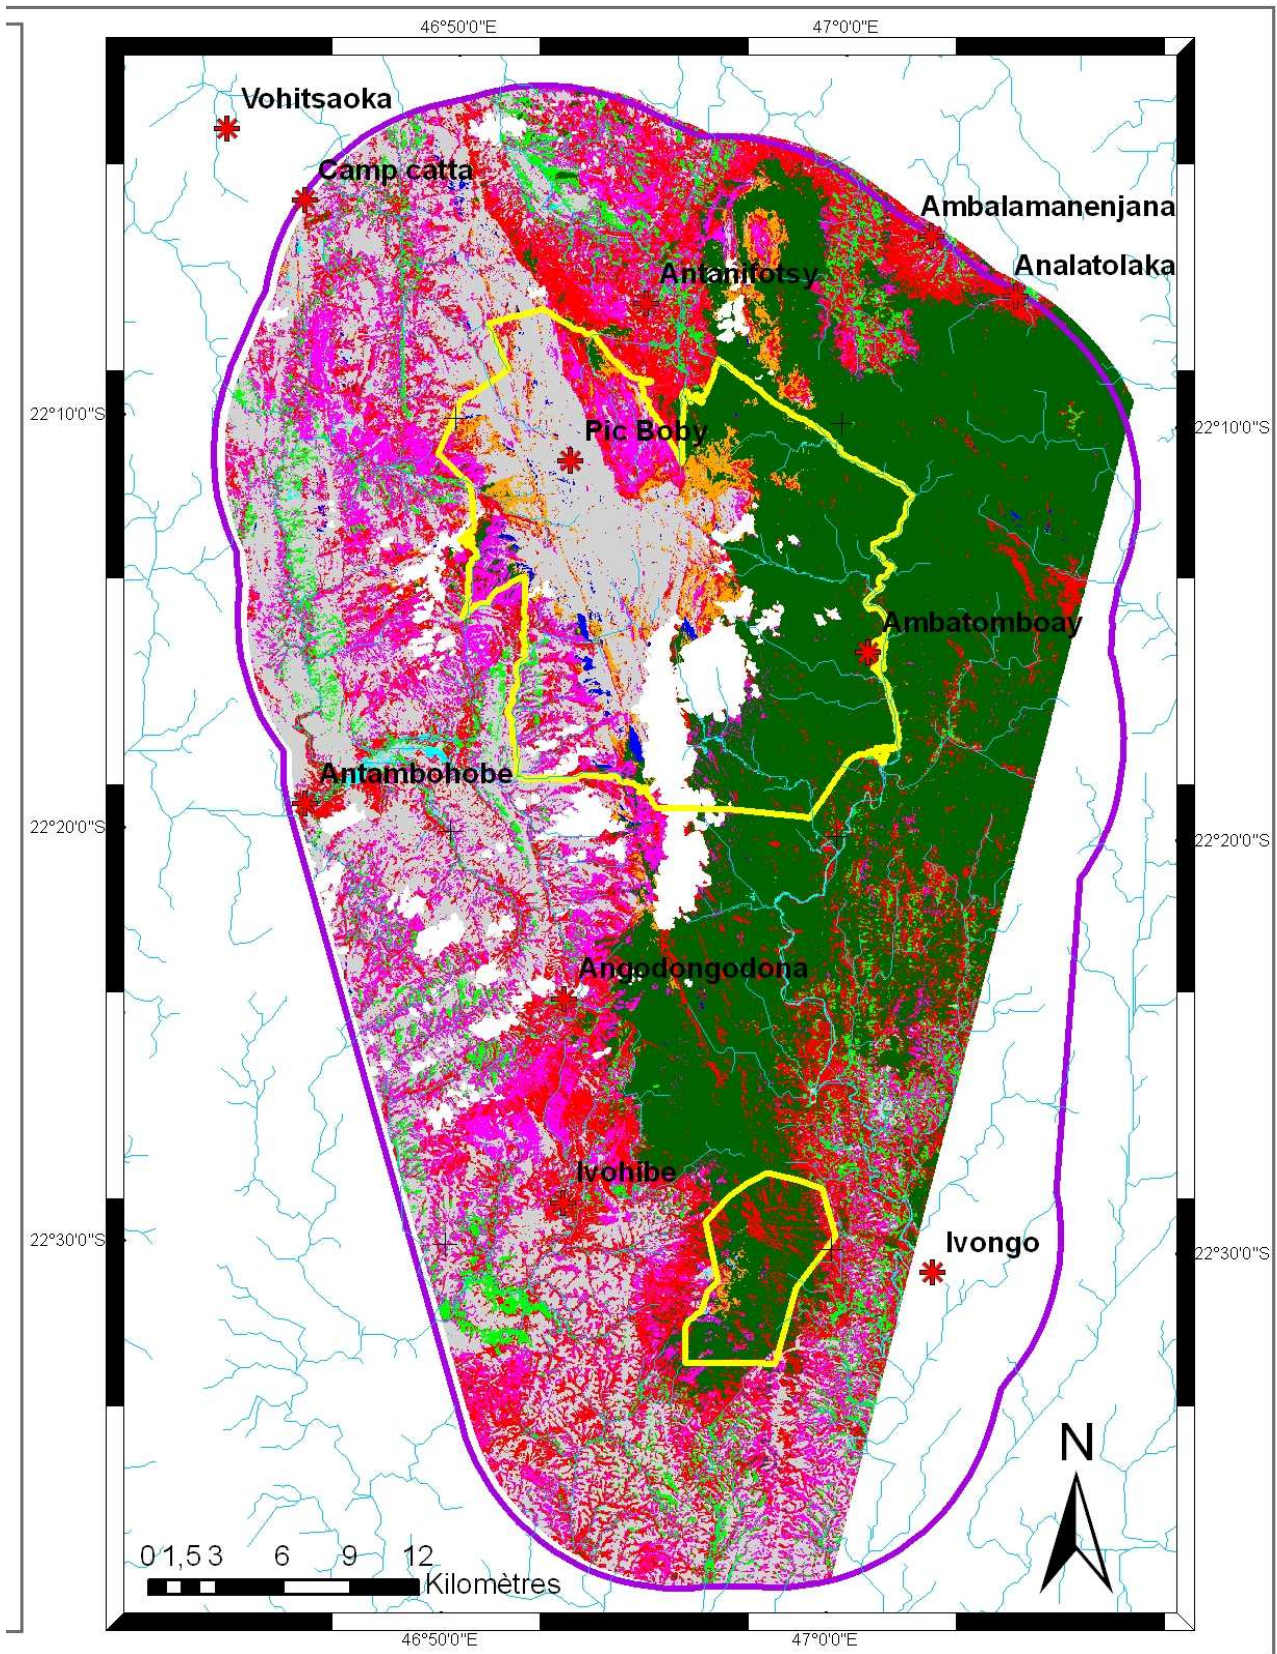 46°50'0"E 47°0'0"E
Vohitsaoka
Camp catta
Ambalamanenjana
Analatolaka
Antanifotsy
22°10'0"S
Pic Boby
22°10'0"S
Ambatomboay
Antambohobe
22°20'0"S
22°20'0"S
Angodongodona
Ivohibe
22°30'0"S
Ivongo
22°30'0"S
N
0 1,5 3 6 9 12
Kilomètres
46°50'0"E 47°0'0"E